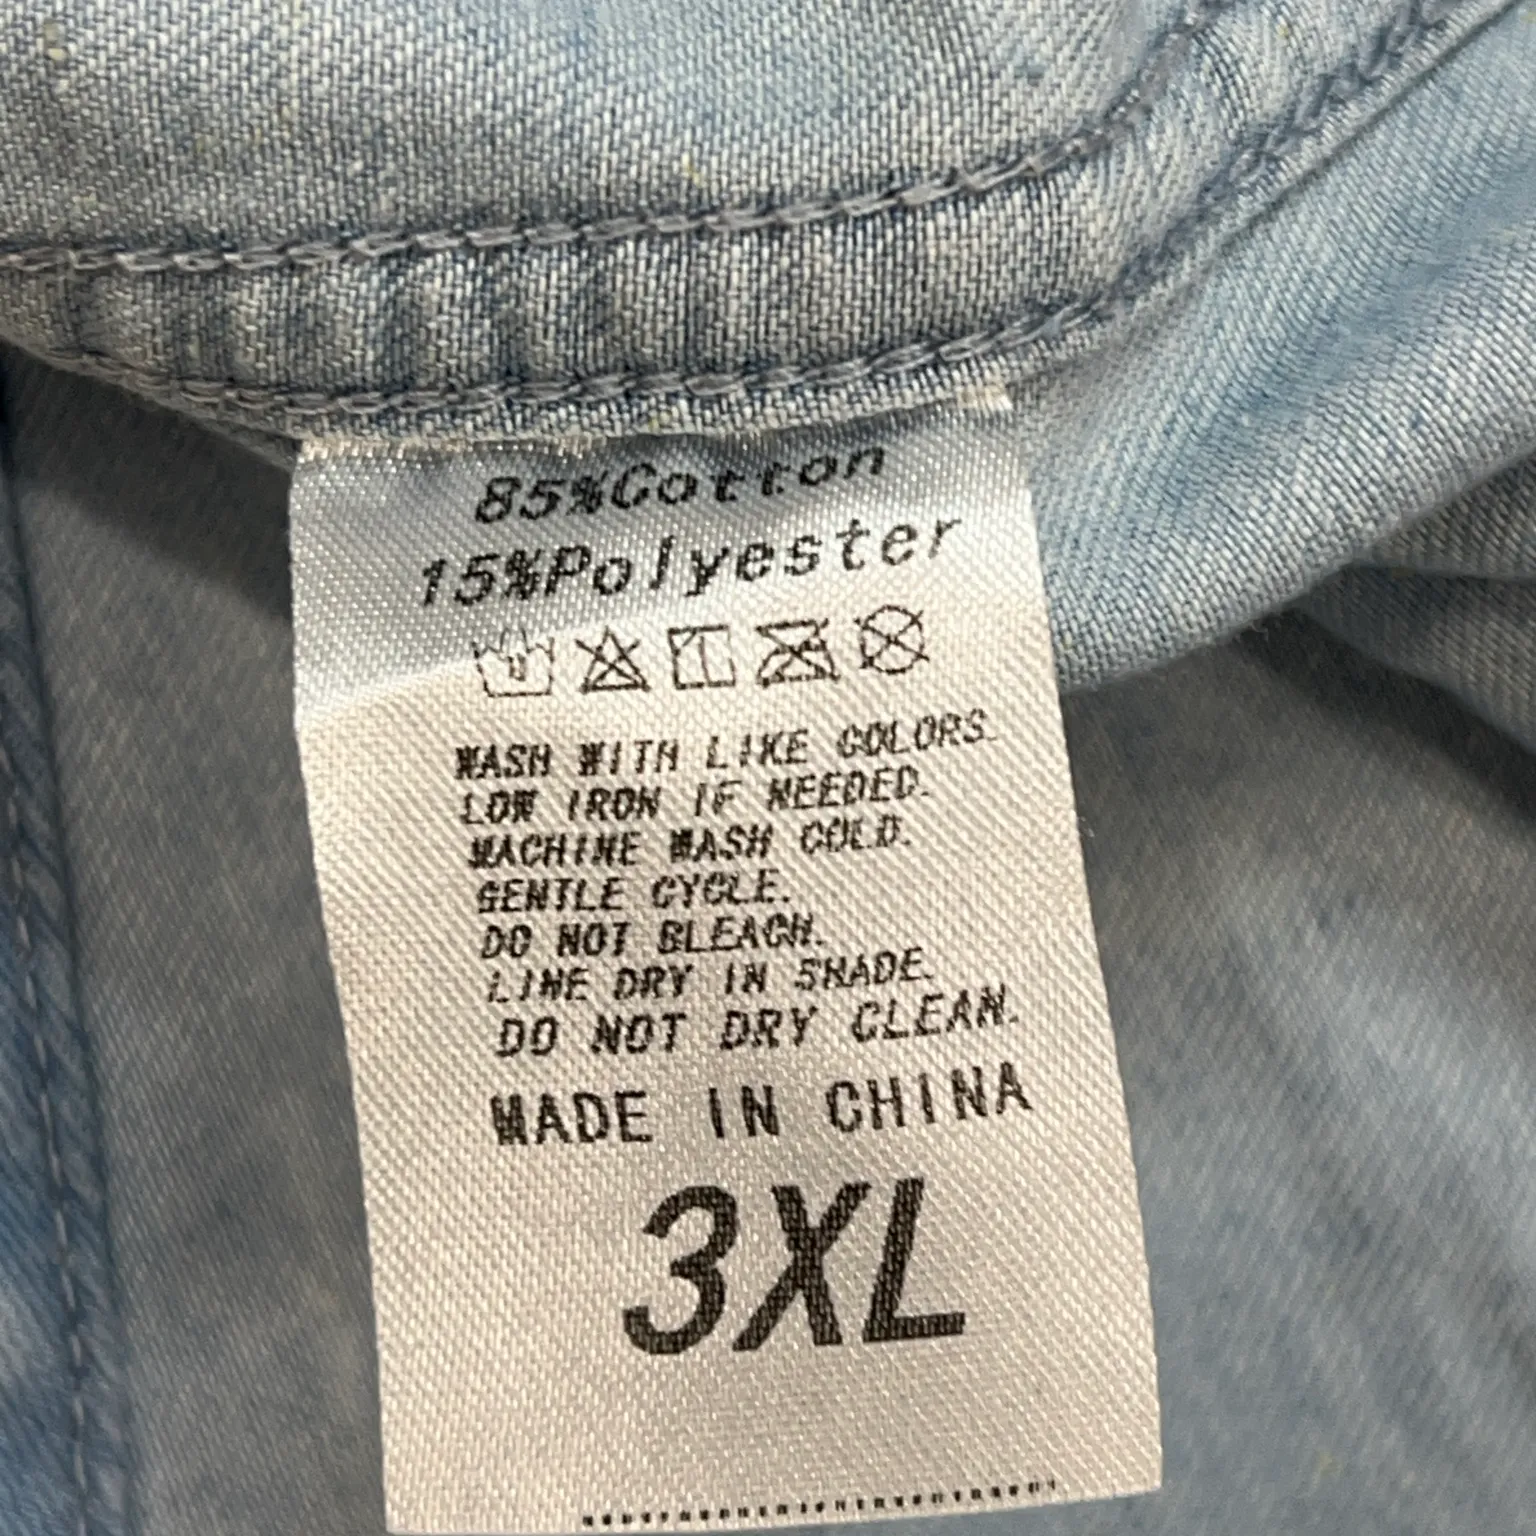 85%Cotton
15%Polyester
WASH WITH LIKE COLORS.
LOW IRON IF NEEDED.
MACHINE WASH COLD.
GENTLE CYCLE.
DO NOT BLEACH.
LINE DRY IN SHADE.
DO NOT DRY CLEAN.
MADE IN CHINA
3XL